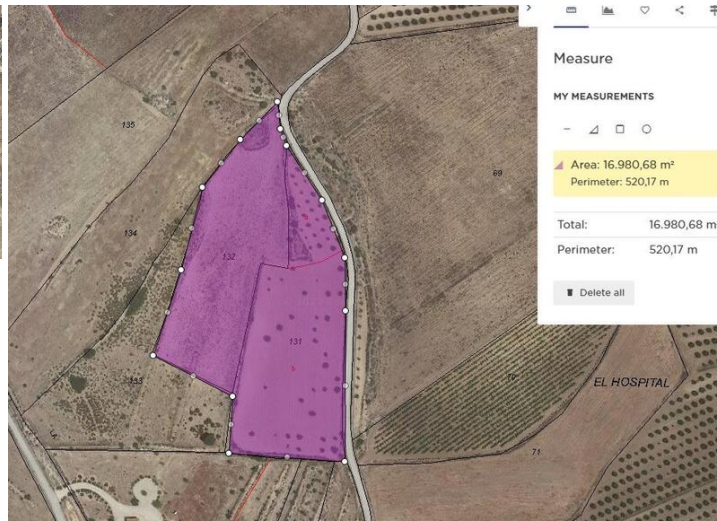 Measure
MY MEASUREMENTS
Area: 16.980,68 m²
Perimeter: 520,17 m
Total: 16.980,68 m
Perimeter: 520,17 m
Delete all
135
69
134
132
131
133
70
EL HOSPITAL
71